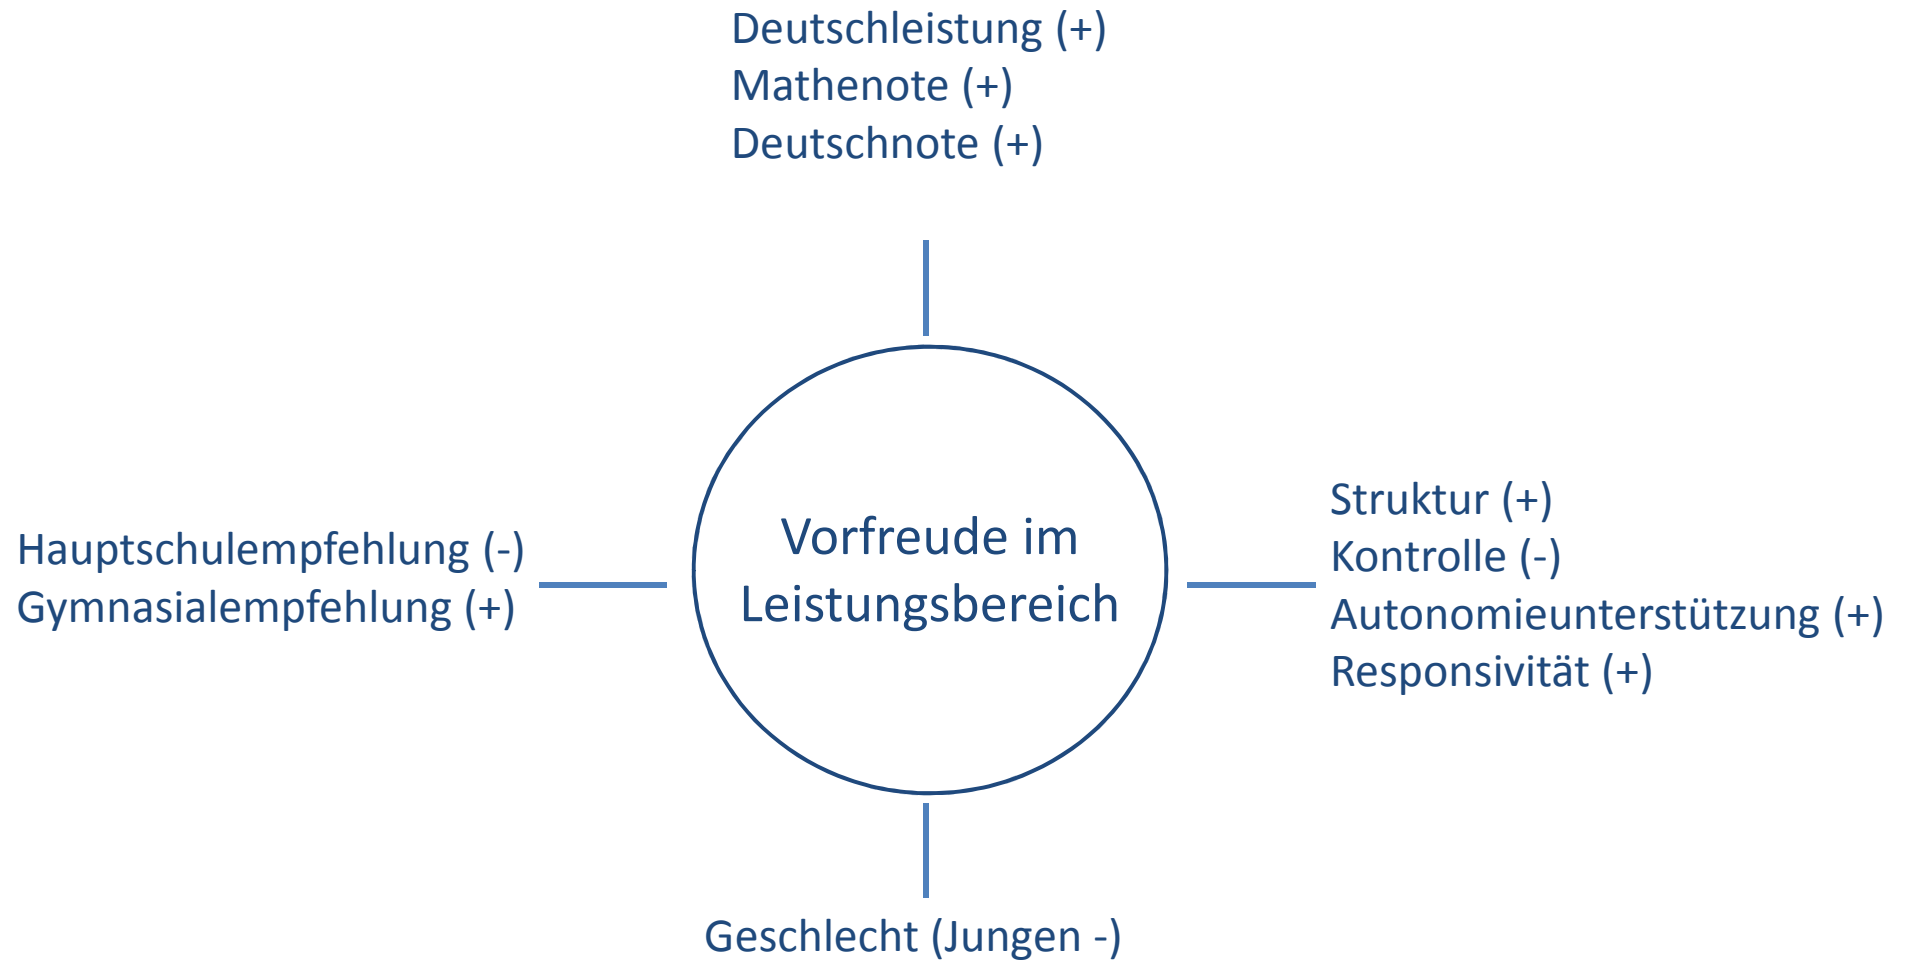 Deutschleistung (+)
Mathenote (+)
Deutschnote (+)
Hauptschulempfehlung (-)
Gymnasialempfehlung (+)
Vorfreude im
Leistungsbereich
Struktur (+)
Kontrolle (-)
Autonomieunterstützung (+)
Responsivität (+)
Geschlecht (Jungen -)